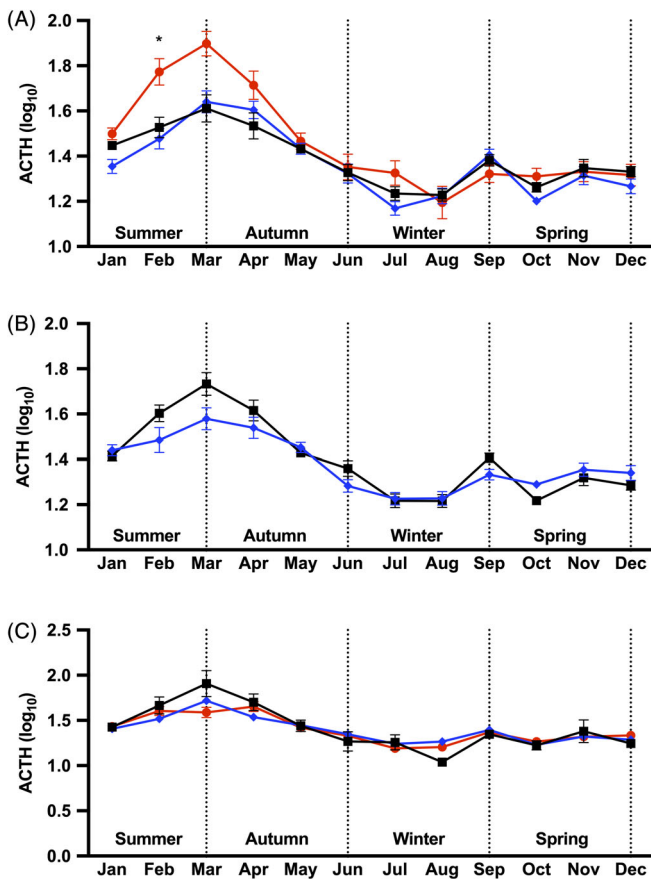 (A)
2.0
*
1.8
1.6
1.4
1.2
1.0
ACTH (log10)
Summer Autumn Winter Spring
Jan Feb Mar Apr May Jun Jul Aug Sep Oct Nov Dec
(B)
2.0
1.8
1.6
1.4
1.2
1.0
ACTH (log10)
Summer Autumn Winter Spring
Jan Feb Mar Apr May Jun Jul Aug Sep Oct Nov Dec
(C)
2.5
2.0
1.5
1.0
0.5
0.0
ACTH (log10)
Summer Autumn Winter Spring
Jan Feb Mar Apr May Jun Jul Aug Sep Oct Nov Dec